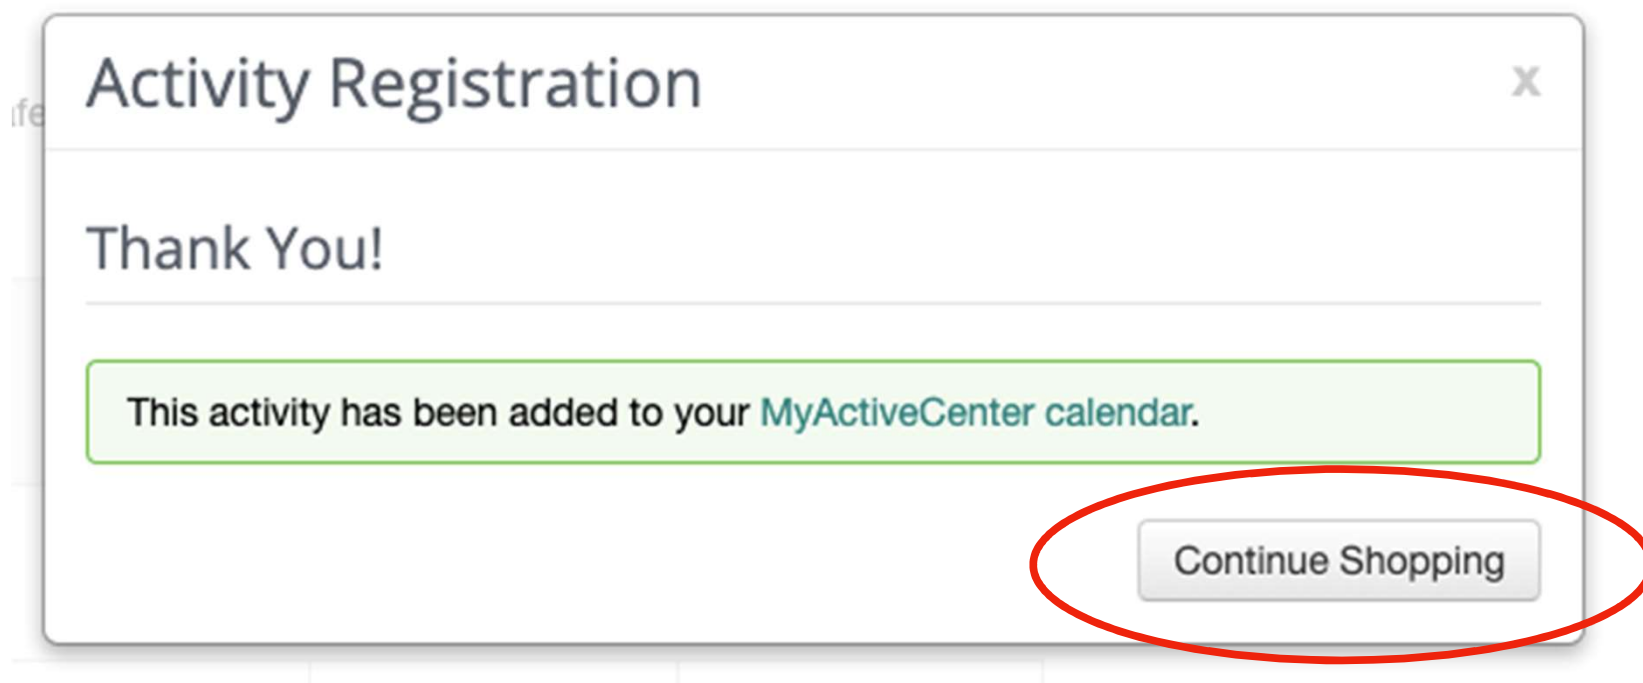 Activity Registration
x
Thank You!
This activity has been added to your MyActiveCenter calendar.
Continue Shopping